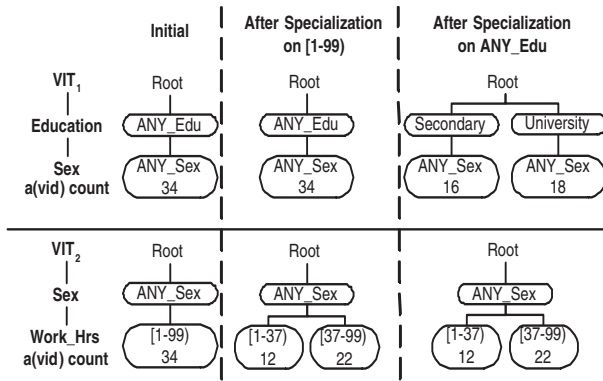 Initial After Specialization on [1-99) After Specialization on ANY_Edu
VIT1 Root Root Root
Education ANY_Edu ANY_Edu Secondary University
Sex ANY_Sex ANY_Sex ANY_Sex ANY_Sex
a(vid) count 34 34 16 18
VIT2 Root Root Root
Sex ANY_Sex ANY_Sex ANY_Sex
Work_Hrs [1-99) [1-37) [37-99) [1-37) [37-99)
a(vid) count 34 12 22 12 22